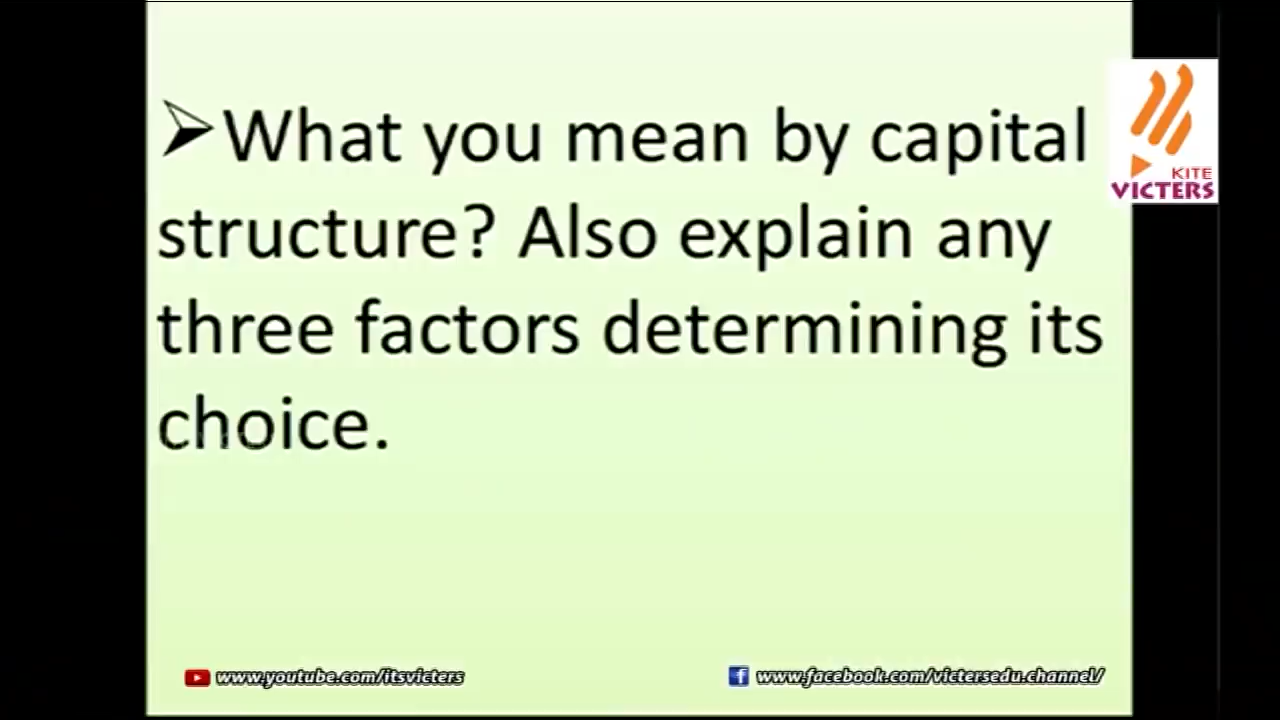 ➢What you mean by capital
structure? Also explain any
three factors determining its
choice.
KITE
VICTERS
www.youtube.com/itsvicters
www.facebook.com/victersedu.channel/